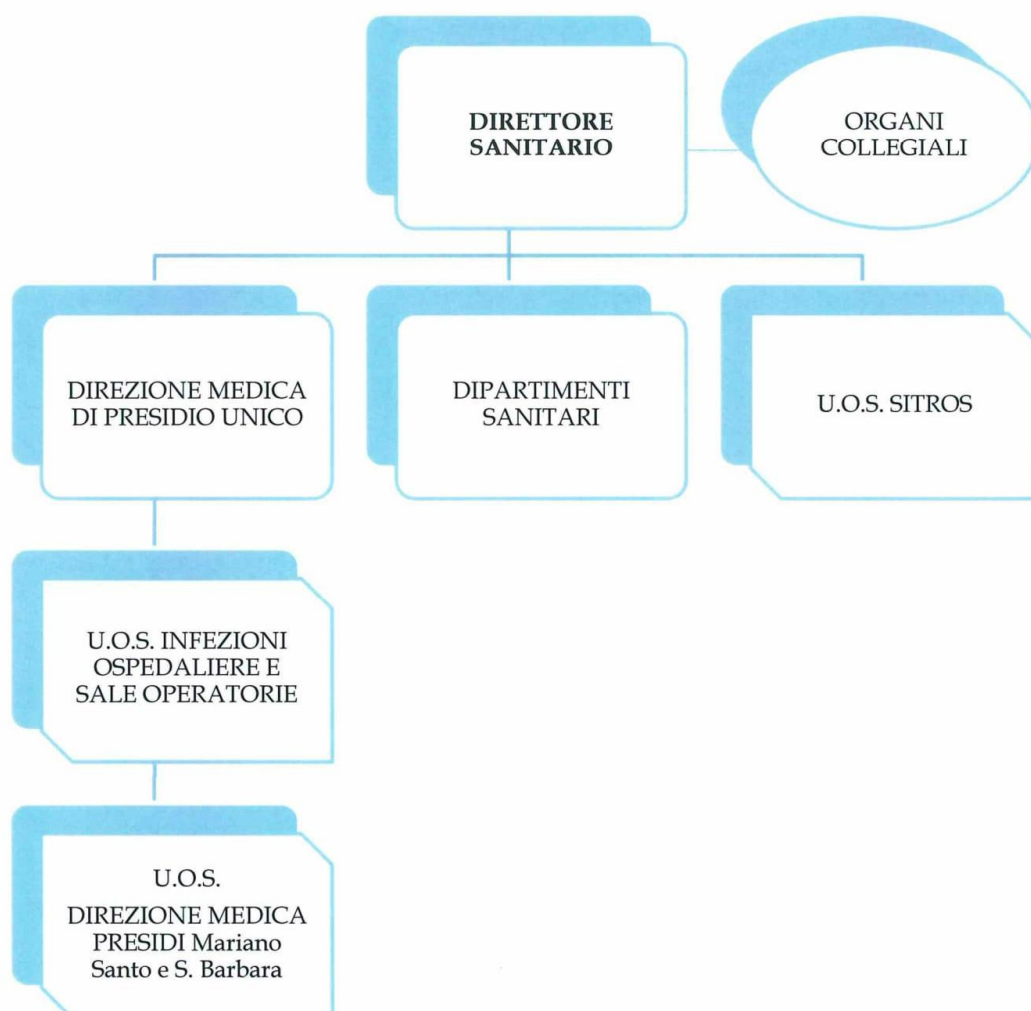 DIRETTORE
SANITARIO
ORGANI
COLLEGIALI
DIREZIONE MEDICA
DI PRESIDIO UNICO
DIPARTIMENTI
SANITARI
U.O.S. SITROS
U.O.S. INFEZIONI
OSPEDALIERE E
SALE OPERATORIE
U.O.S.
DIREZIONE MEDICA
PRESIDI Mariano
Santo e S. Barbara